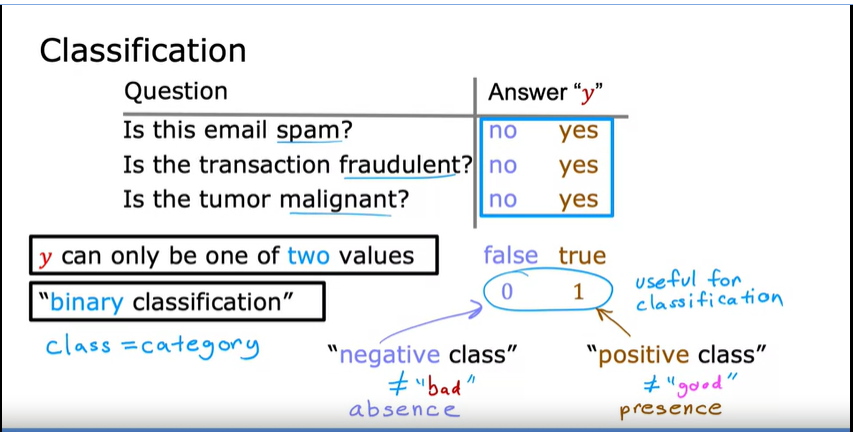 Classification
Question Answer “y”
Is this email spam? no yes
Is the transaction fraudulent? no yes
Is the tumor malignant? no yes
y can only be one of two values false true
0 1 useful for
classification
“binary classification”
class = category
“negative class” “positive class”
≠ "bad" ≠ "good"
absence presence